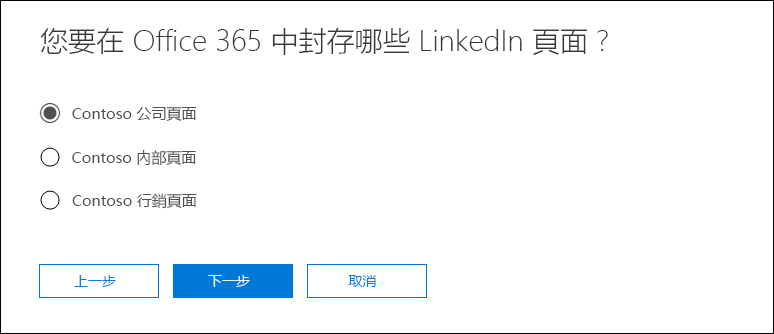 您要在 Office 365 中封存哪些 LinkedIn 頁面？
Contoso 公司頁面
Contoso 內部頁面
Contoso 行銷頁面
上一步 下一步 取消